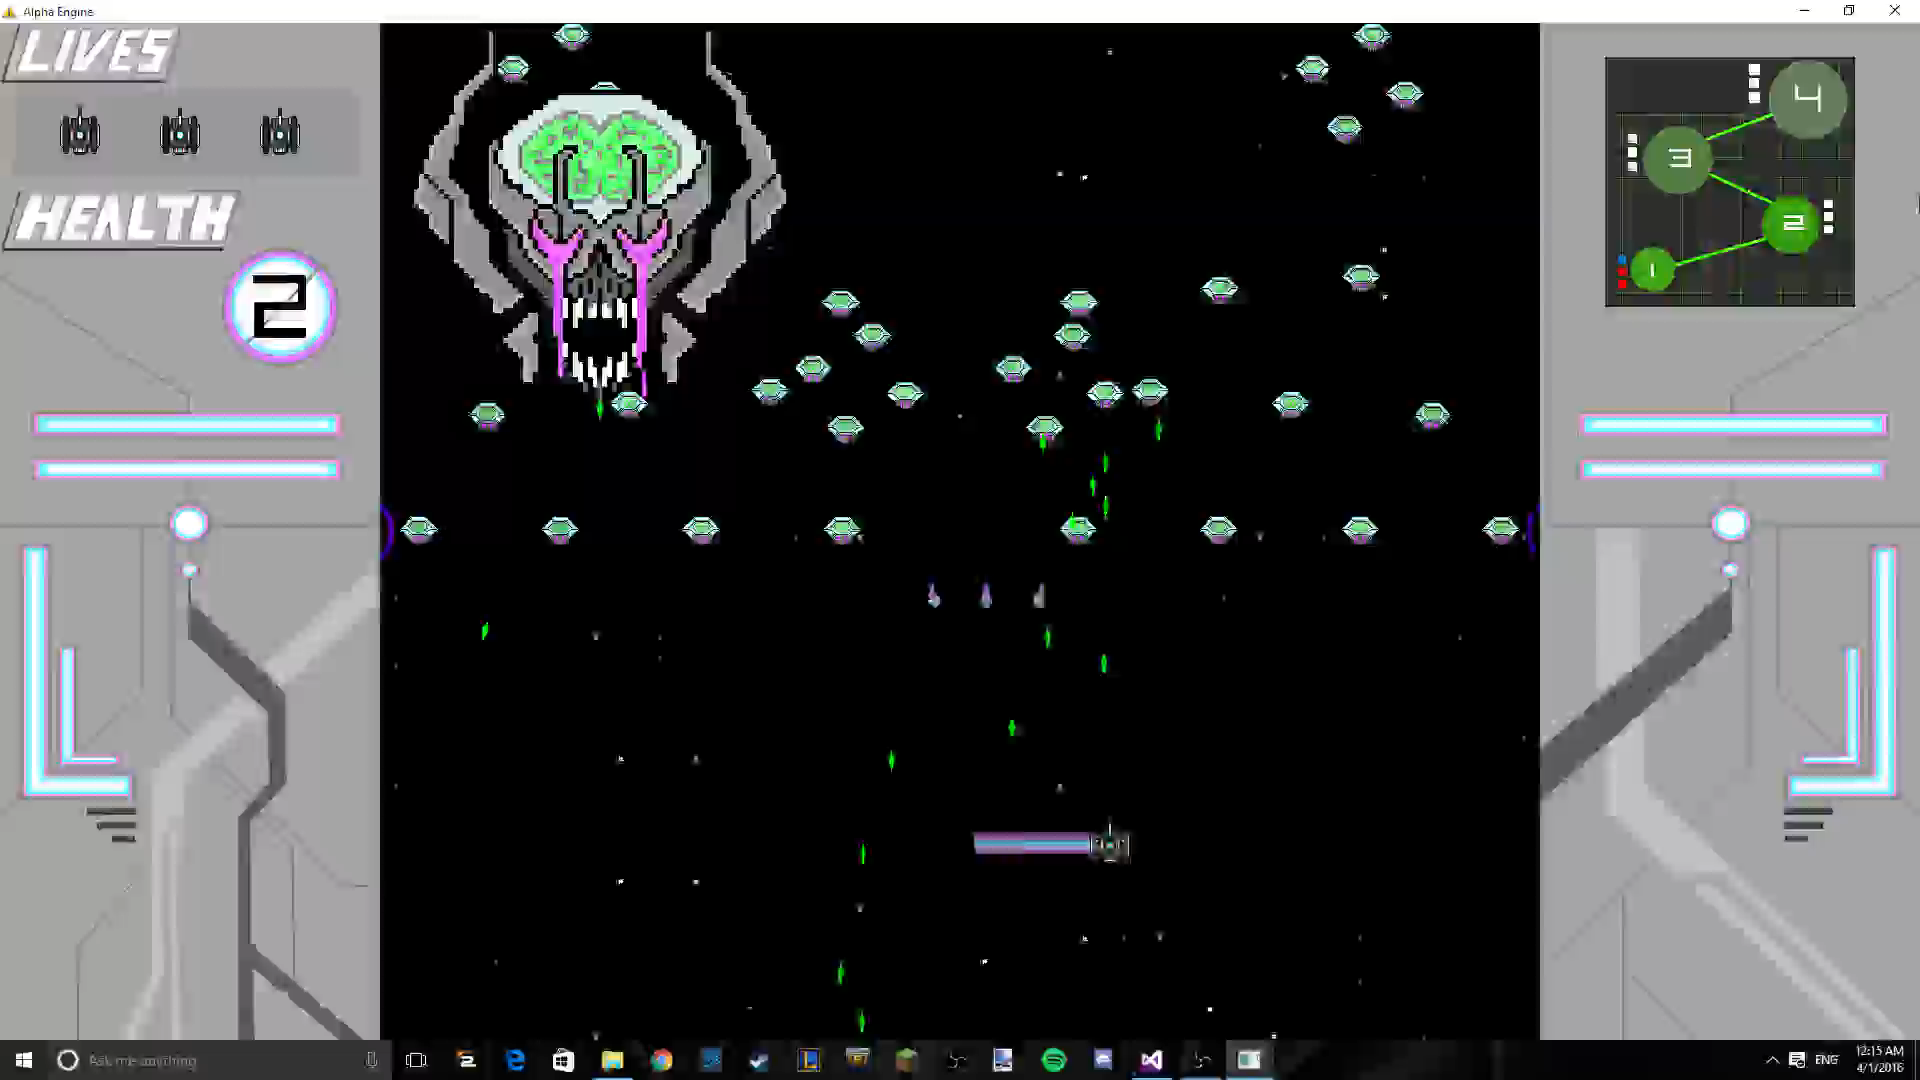 Alpha Engine
LIVES
HEALTH
2
4
3
2
1
Ask me anything
ENG
12:15 AM
4/1/2016